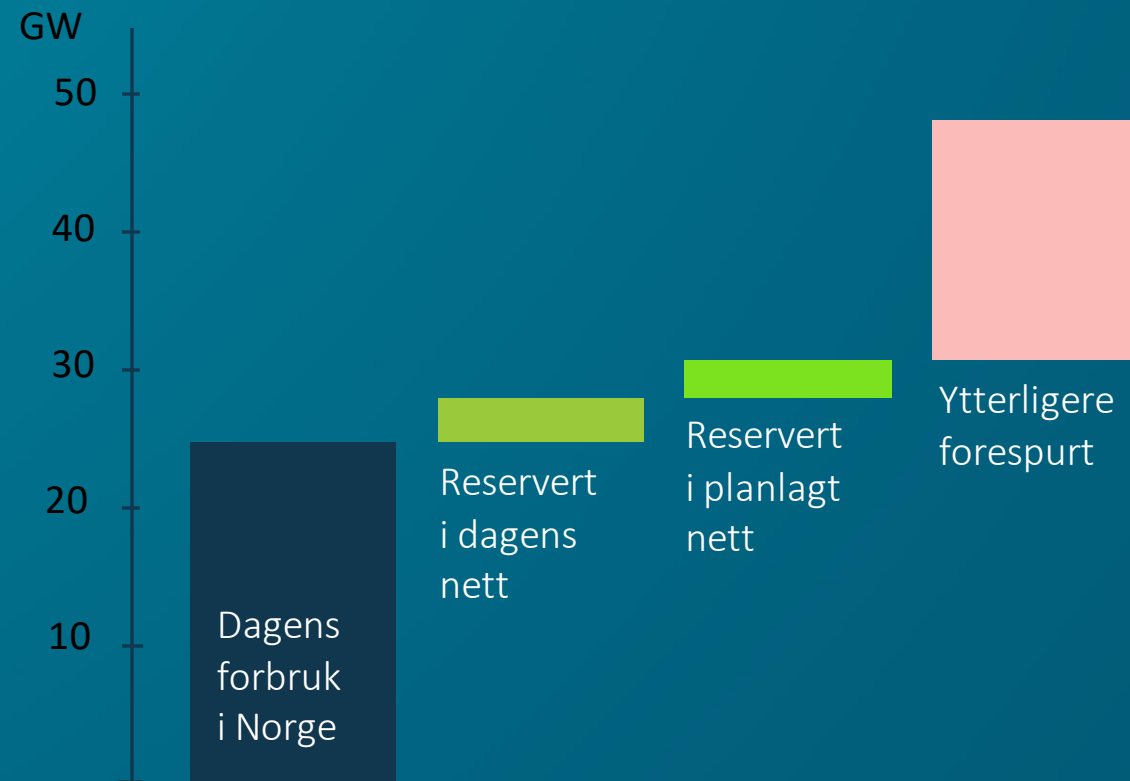 GW
50
40
30
20
10
Dagens
forbruk
i Norge
Reservert
i dagens
nett
Reservert
i planlagt
nett
Ytterligere
forespurt